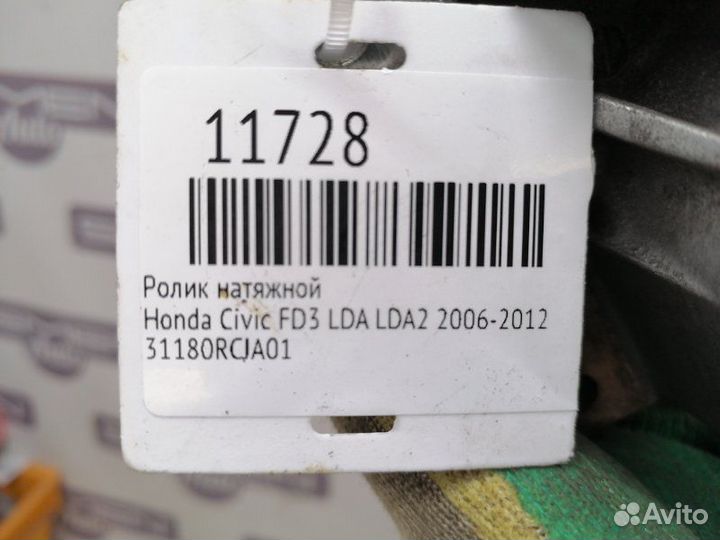 11728
Ролик натяжной
Honda Civic FD3 LDA LDA2 2006-2012
31180RCJA01
Avito